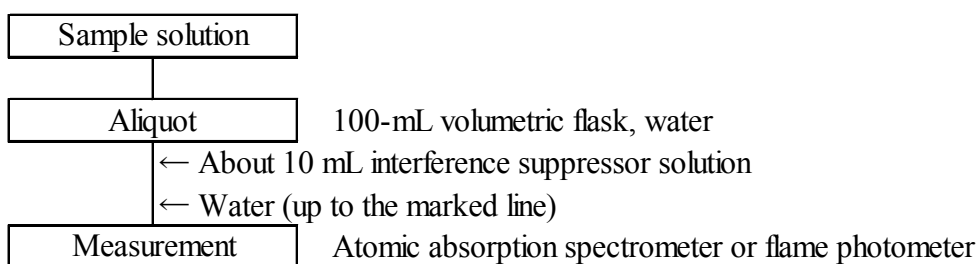 Sample solution
Aliquot 100-mL volumetric flask, water
← About 10 mL interference suppressor solution
← Water (up to the marked line)
Measurement Atomic absorption spectrometer or flame photometer